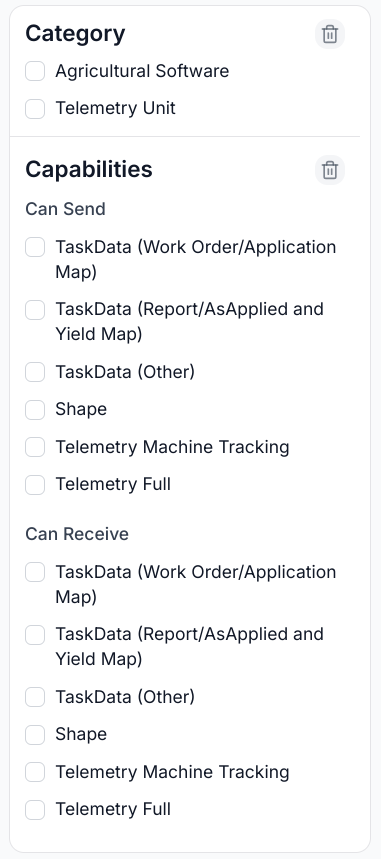 Category
Agricultural Software
Telemetry Unit
Capabilities
Can Send
TaskData (Work Order/Application
Map)
TaskData (Report/AsApplied and
Yield Map)
TaskData (Other)
Shape
Telemetry Machine Tracking
Telemetry Full
Can Receive
TaskData (Work Order/Application
Map)
TaskData (Report/AsApplied and
Yield Map)
TaskData (Other)
Shape
Telemetry Machine Tracking
Telemetry Full